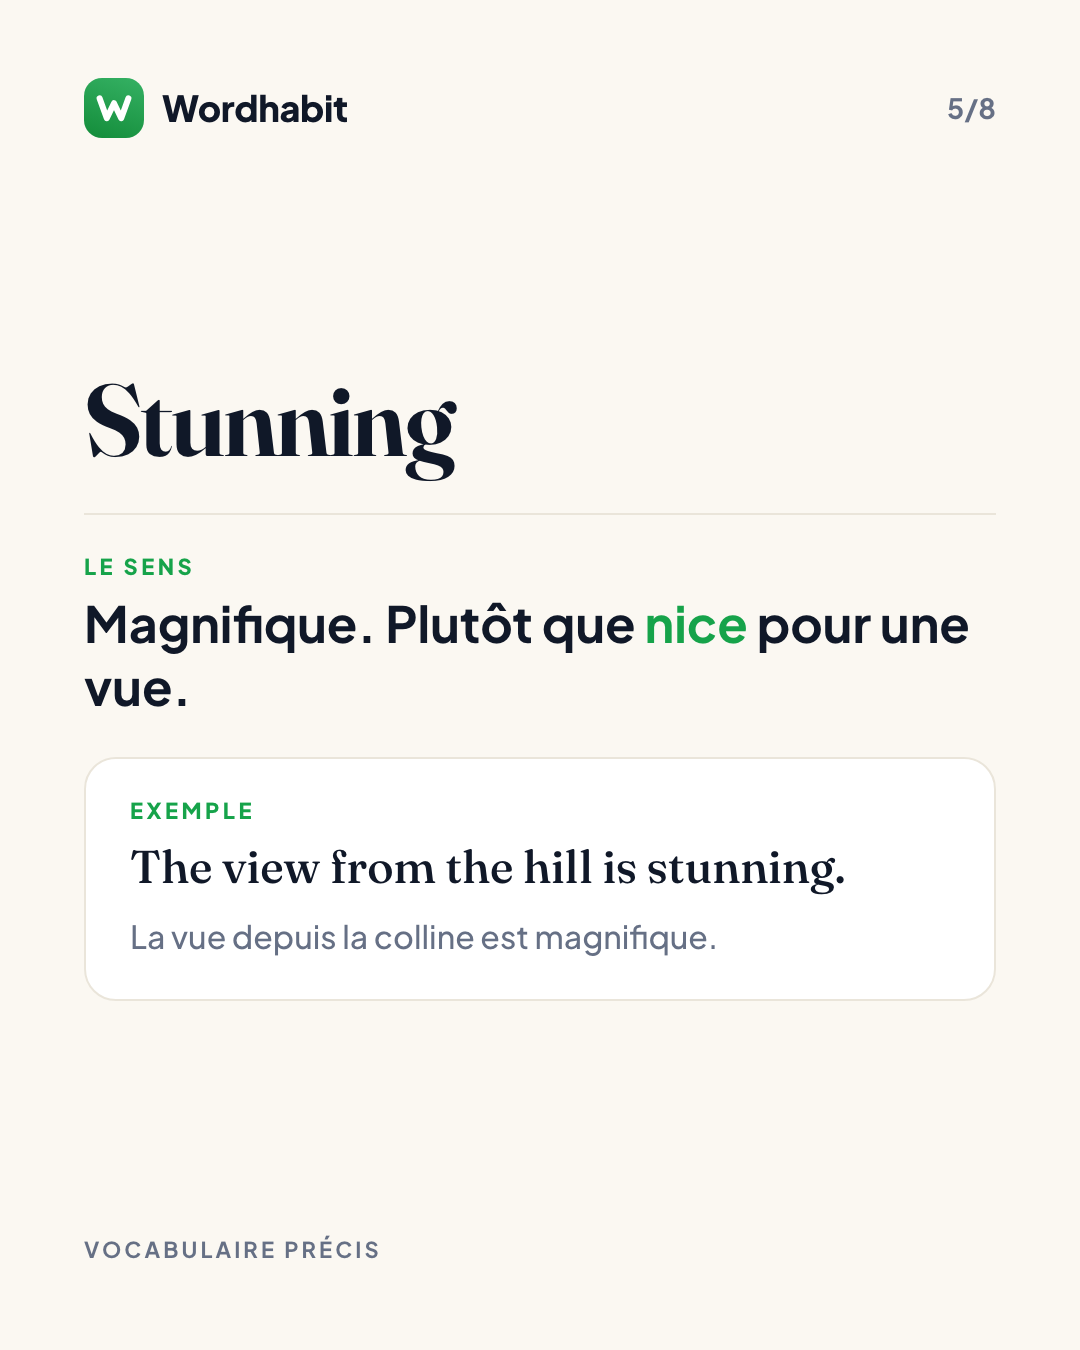 Wordhabit
5/8
Stunning
LE SENS
Magnifique. Plutôt que nice pour une
vue.
EXEMPLE
The view from the hill is stunning.
La vue depuis la colline est magnifique.
VOCABULAIRE PRÉCIS